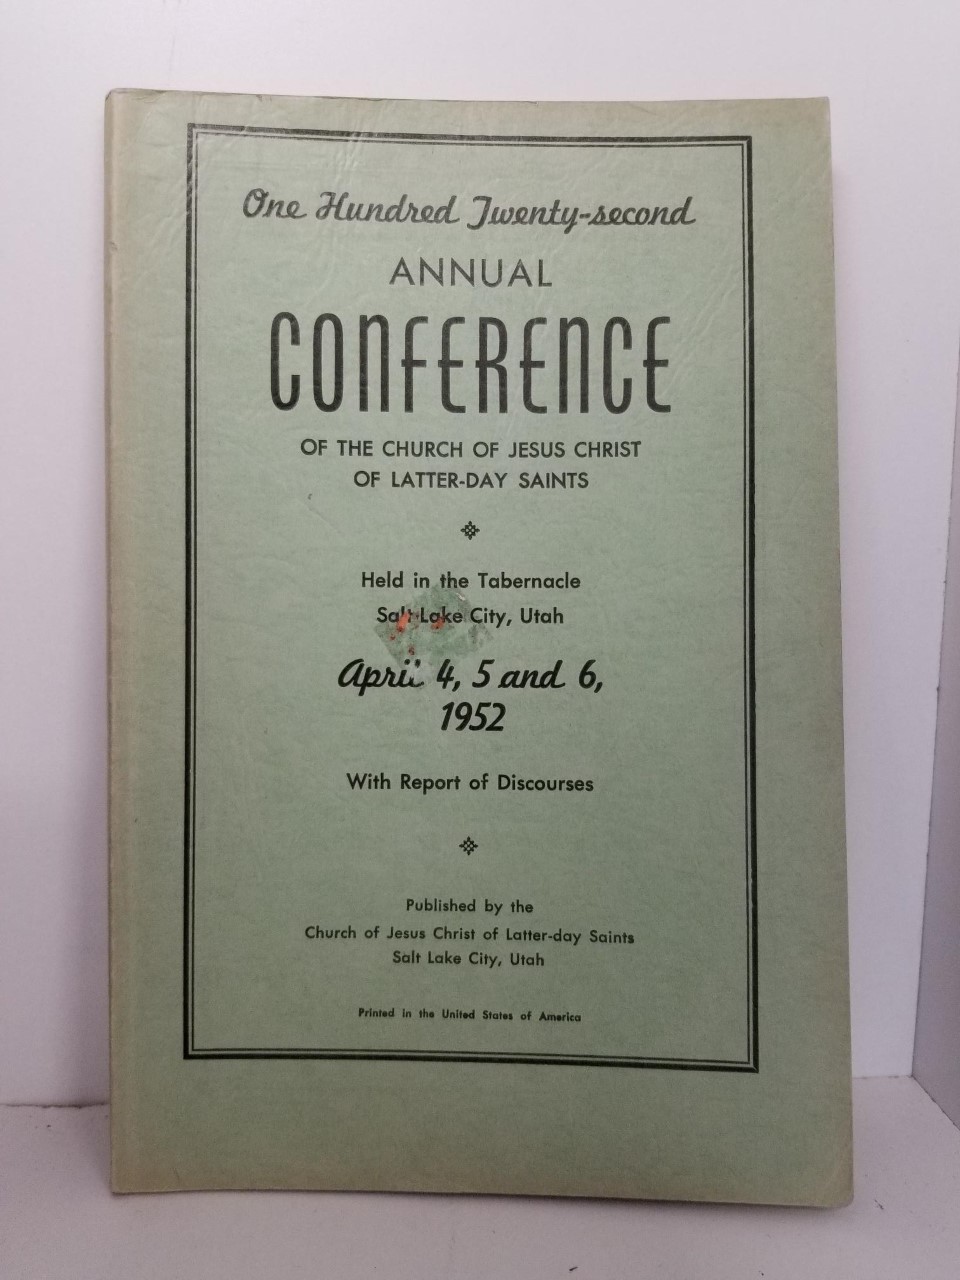 One Hundred Twenty-second
ANNUAL
CONFERENCE
OF THE CHURCH OF JESUS CHRIST
OF LATTER-DAY SAINTS
Held in the Tabernacle
Salt Lake City, Utah
April 4, 5 and 6,
1952
With Report of Discourses
Published by the
Church of Jesus Christ of Latter-day Saints
Salt Lake City, Utah
Printed in the United States of America